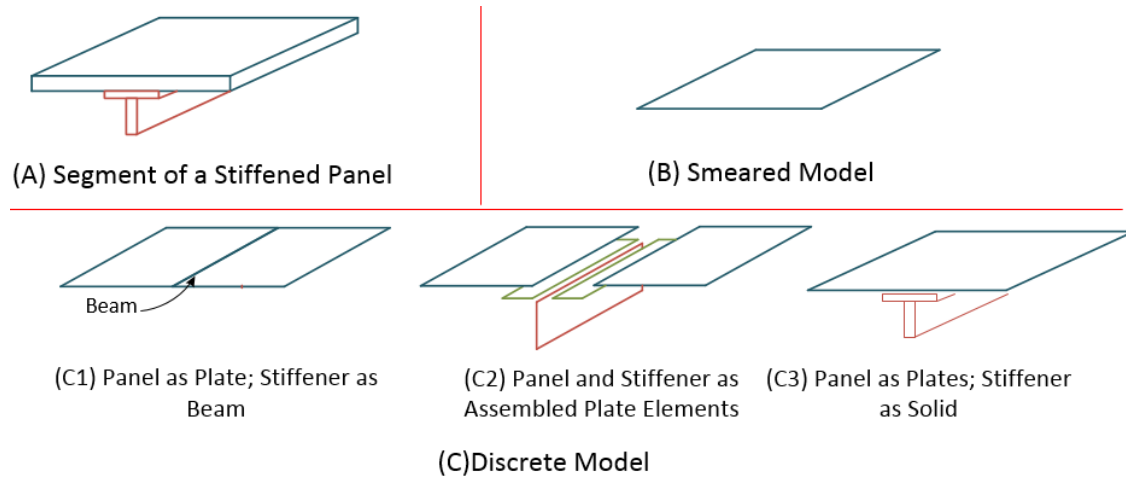 (A) Segment of a Stiffened Panel
(B) Smeared Model
Beam
(C1) Panel as Plate; Stiffener as
Beam
(C2) Panel and Stiffener as
Assembled Plate Elements
(C3) Panel as Plates; Stiffener
as Solid
(C)Discrete Model